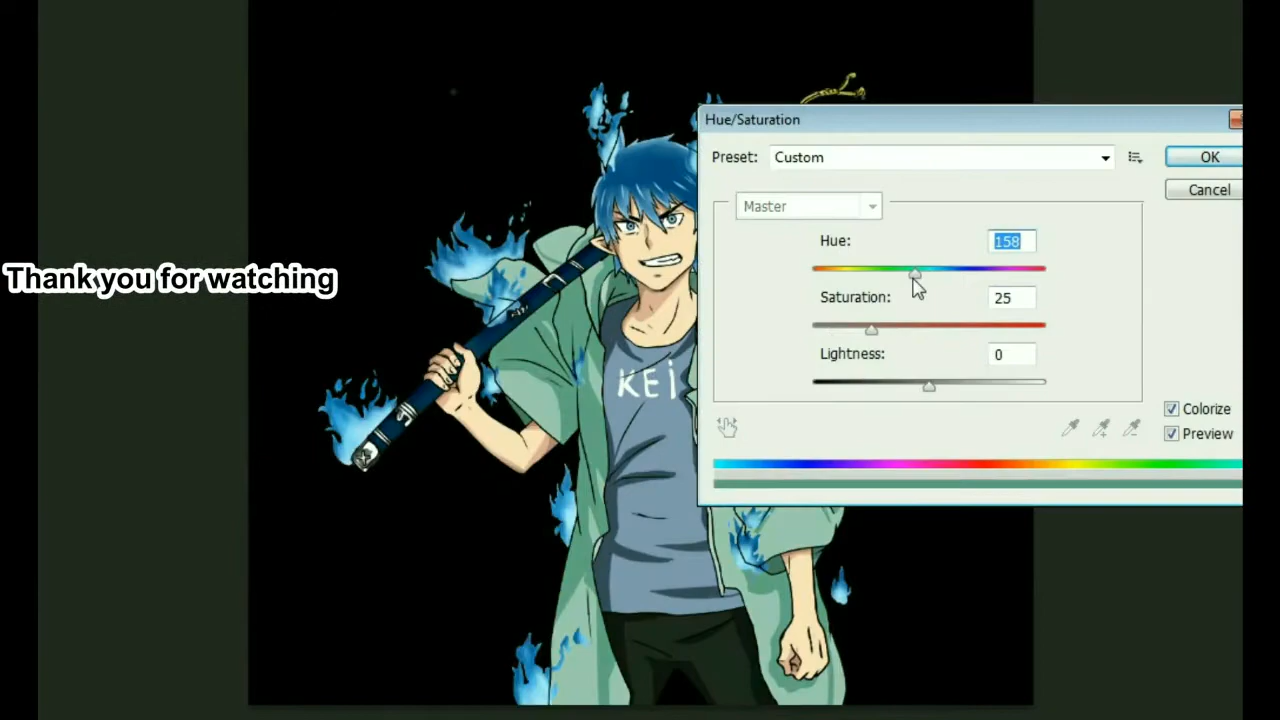 Hue/Saturation
Preset: Custom
OK
Master
Cancel
Hue: 158
Thank you for watching
Saturation: 25
Lightness: 0
KEi
Colorize
Preview